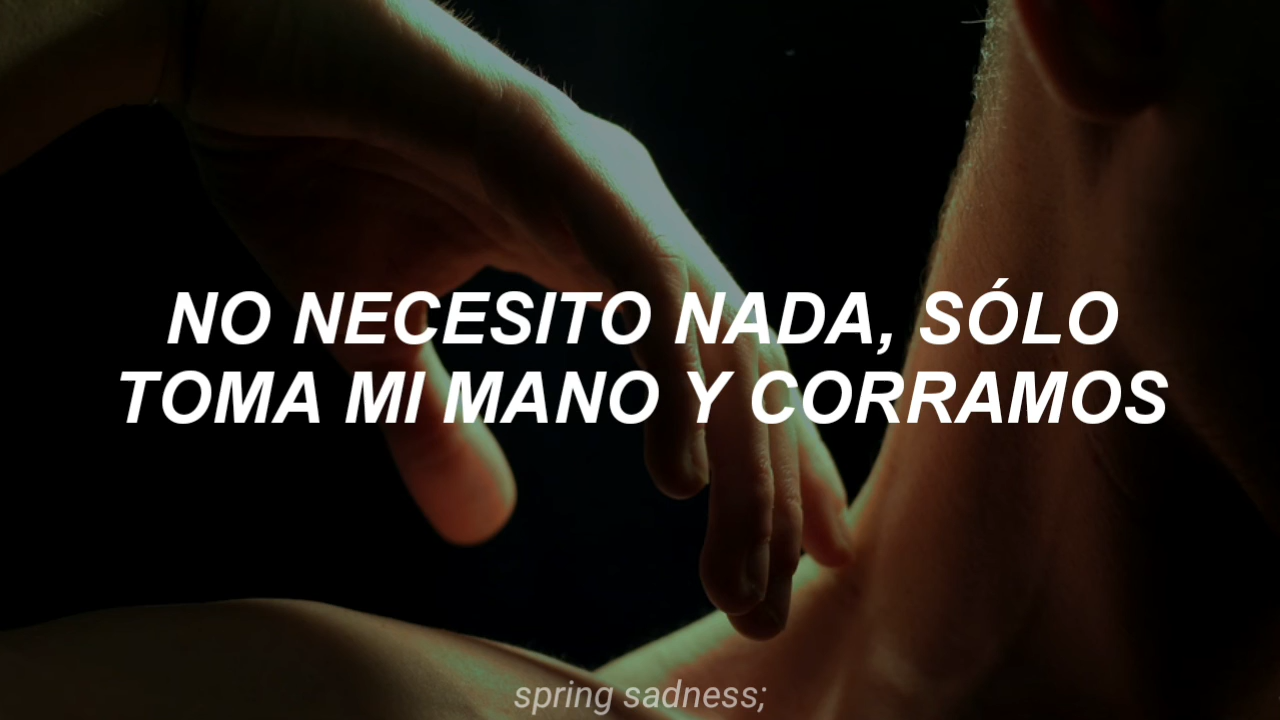 NO NECESITO NADA, SÓLO
TOMA MI MANO Y CORRAMOS
spring sadness;